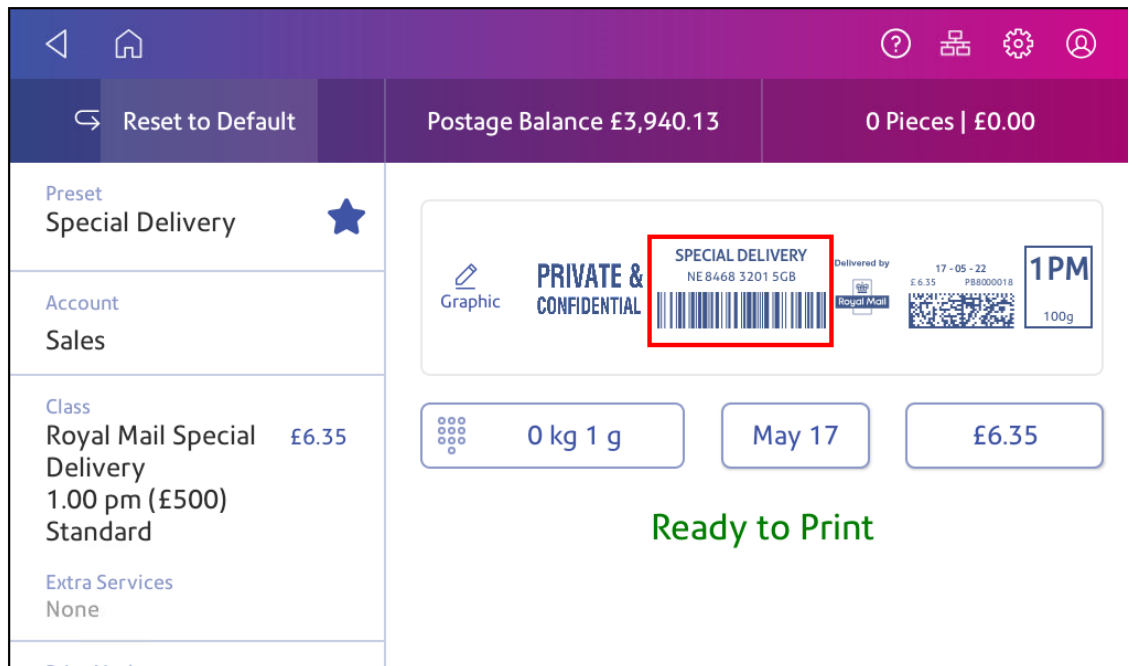 Reset to Default
Postage Balance £3,940.13
0 Pieces | £0.00
Preset
Special Delivery
Account
Sales
Class
Royal Mail Special £6.35
Delivery
1.00 pm (£500)
Standard
Extra Services
None
Graphic
PRIVATE &
CONFIDENTIAL
SPECIAL DELIVERY
NE 8468 3201 5GB
Delivered by
Royal Mail
17 - 05 - 22
£ 6.35 PB8000018
1PM
100g
0 kg 1 g
May 17
£6.35
Ready to Print